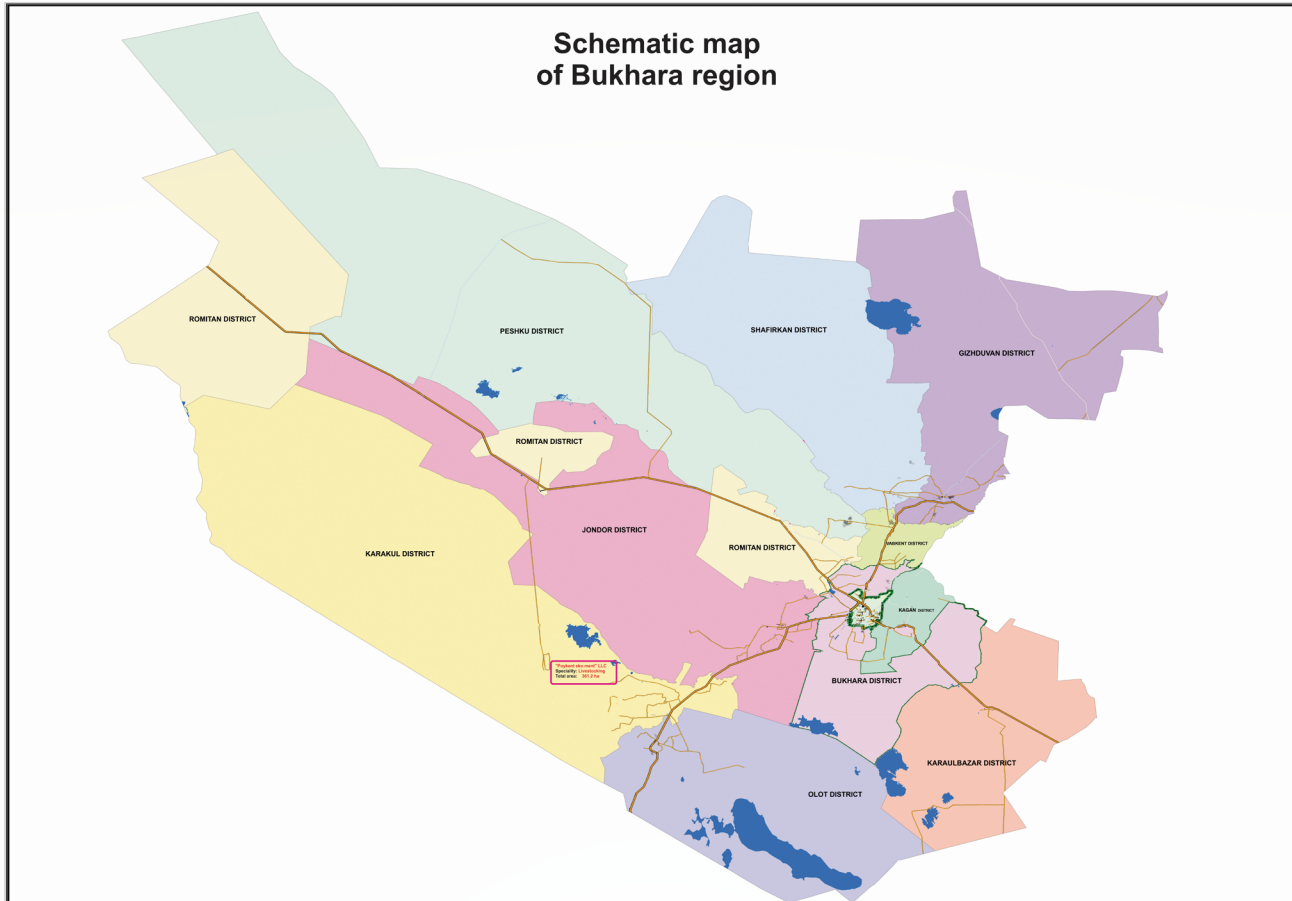 Schematic map
of Bukhara region
ROMITAN DISTRICT
PESHKU DISTRICT
SHAFIRKAN DISTRICT
GIZHDUVAN DISTRICT
ROMITAN DISTRICT
JONDOR DISTRICT
KARAKUL DISTRICT
ROMITAN DISTRICT
VABKENT DISTRICT
KAGAN DISTRICT
"Poykent aka meni" LLC
Speciality: Livestocking
Total area: 361,2 ha
BUKHARA DISTRICT
KARAULBAZAR DISTRICT
OLOT DISTRICT